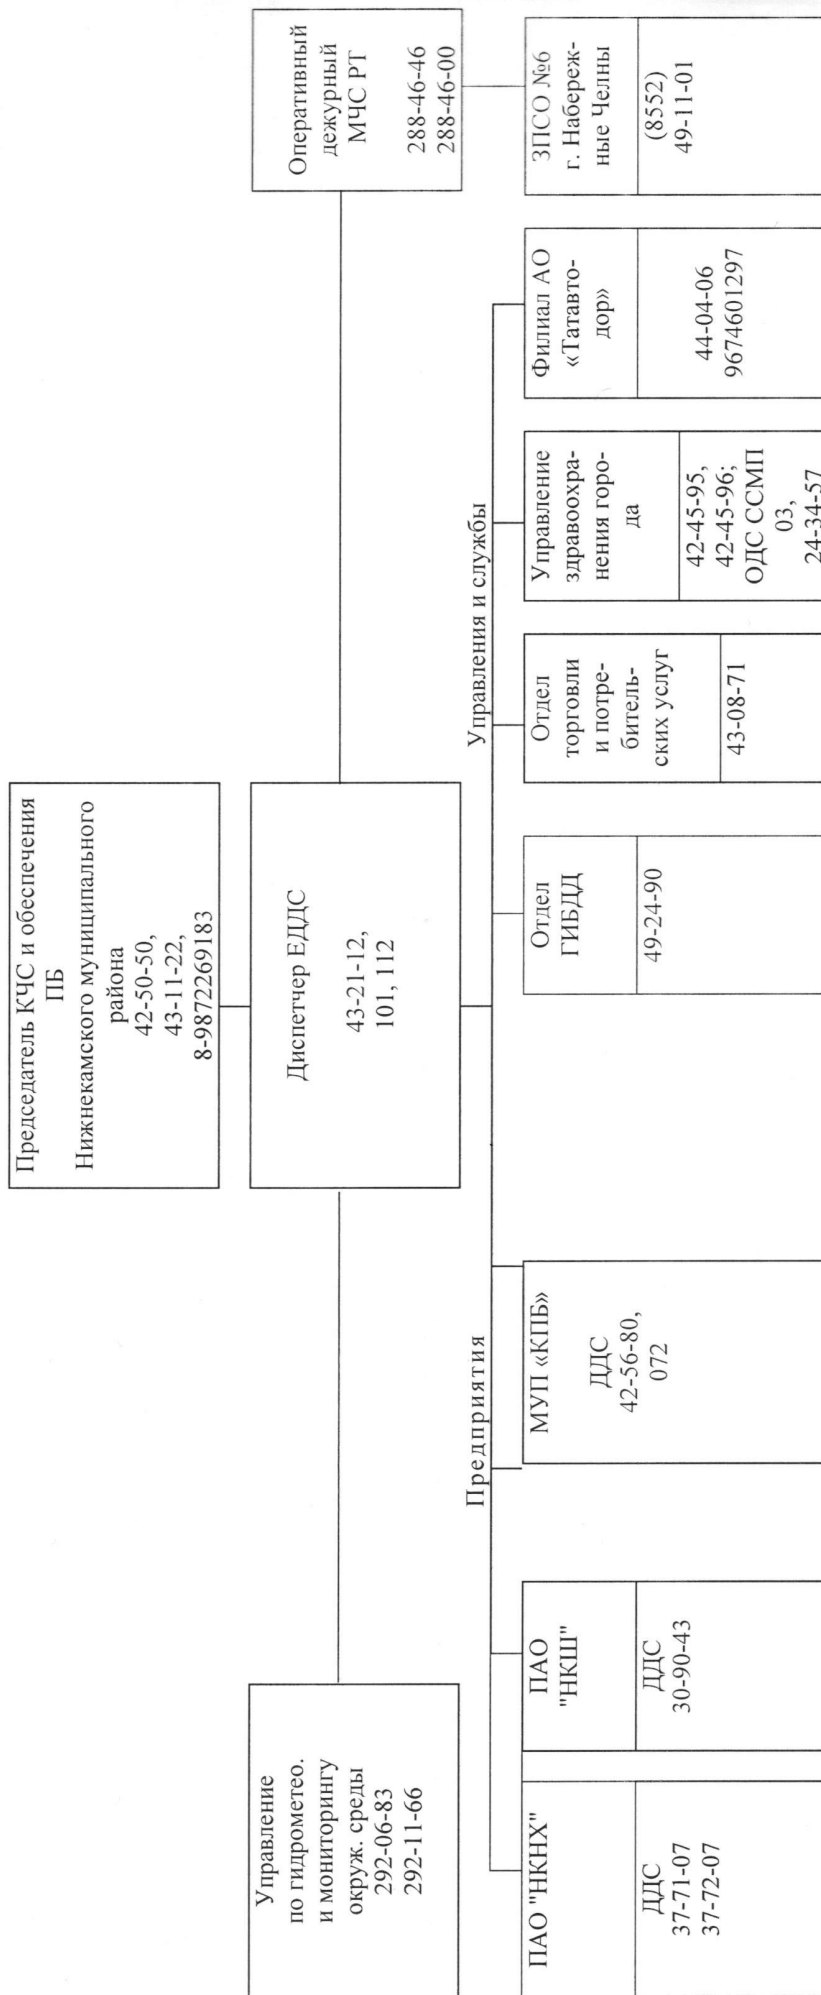 Председатель КЧС и обеспечения
ПБ
Нижнекамского муниципального
района
42-50-50,
43-11-22,
8-9872269183
Управление
по гидрометео.
и мониторингу
окруж. среды
292-06-83
292-11-66
Диспетчер ЕДДС
43-21-12,
101, 112
Оперативный
дежурный
МЧС РТ
288-46-46
288-46-00
Предприятия
Управления и службы
ПАО "НКНХ"
ДДС
37-71-07
37-72-07
ПАО
"НКШ"
ДДС
30-90-43
МУП «КПБ»
ДДС
42-56-80,
072
Отдел
ГИБДД
49-24-90
Отдел
торговли
и потре-
битель-
ских услуг
43-08-71
Управление
здравоохра-
нения горо-
да
42-45-95,
42-45-96;
ОДС ССМП
03,
24-34-57
Филиал АО
«Татавто-
дор»
44-04-06
9674601297
ЗПСО №6
г. Набереж-
ные Челны
(8552)
49-11-01